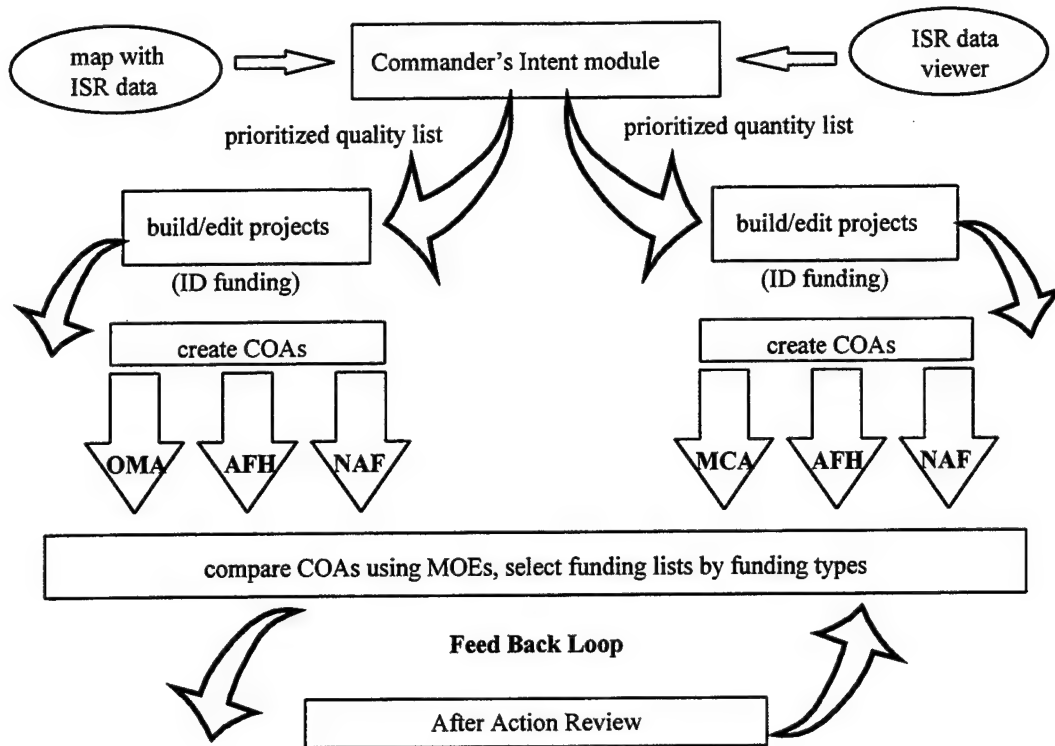 map with
ISR data
Commander's Intent module
ISR data
viewer
prioritized quality list
prioritized quantity list
build/edit projects
(ID funding)
build/edit projects
(ID funding)
create COAs
create COAs
OMA
AFH
NAF
MCA
AFH
NAF
compare COAs using MOEs, select funding lists by funding types
Feed Back Loop
After Action Review